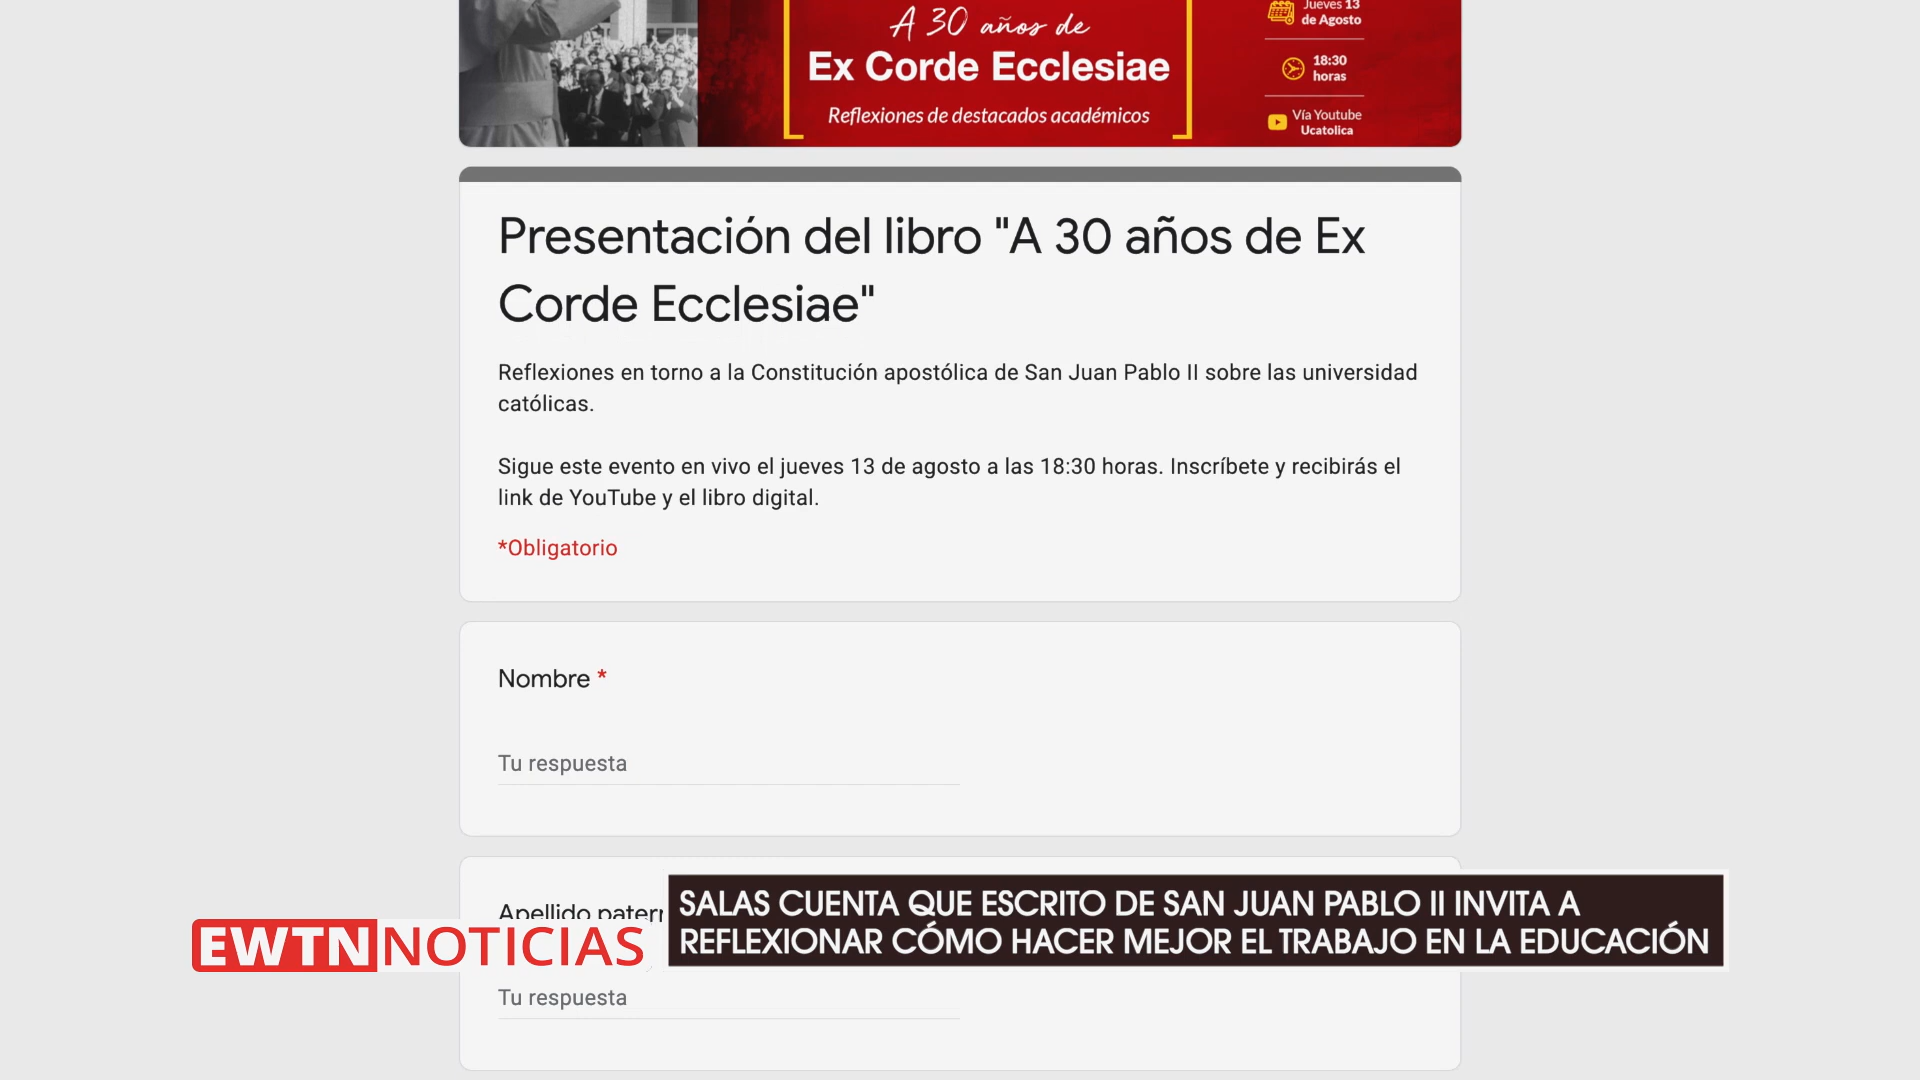 A 30 años de
Ex Corde Ecclesiae
Reflexiones de destacados académicos
Jueves 13
de Agosto
18:30
horas
Vía Youtube
Ucatolica
Presentación del libro "A 30 años de Ex
Corde Ecclesiae"
Reflexiones en torno a la Constitución apostólica de San Juan Pablo II sobre las universidad
católicas.
Sigue este evento en vivo el jueves 13 de agosto a las 18:30 horas. Inscríbete y recibirás el
link de YouTube y el libro digital.
*Obligatorio
Nombre *
Tu respuesta
Apellido
EWTN NOTICIAS
SALAS CUENTA QUE ESCRITO DE SAN JUAN PABLO II INVITA A
REFLEXIONAR CÓMO HACER MEJOR EL TRABAJO EN LA EDUCACIÓN
Tu respuesta